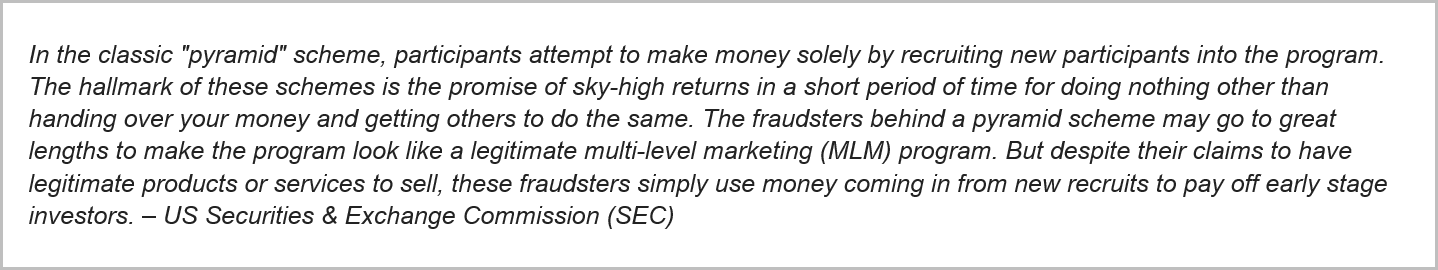 In the classic "pyramid" scheme, participants attempt to make money solely by recruiting new participants into the program.
The hallmark of these schemes is the promise of sky-high returns in a short period of time for doing nothing other than
handing over your money and getting others to do the same. The fraudsters behind a pyramid scheme may go to great
lengths to make the program look like a legitimate multi-level marketing (MLM) program. But despite their claims to have
legitimate products or services to sell, these fraudsters simply use money coming in from new recruits to pay off early stage
investors. – US Securities & Exchange Commission (SEC)